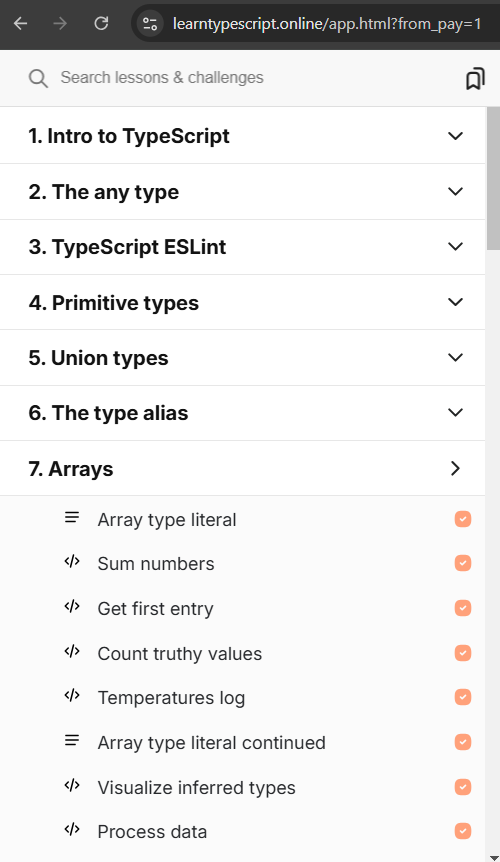 learntypescript.online/app.html?from_pay=1
Search lessons & challenges
1. Intro to TypeScript
2. The any type
3. TypeScript ESLint
4. Primitive types
5. Union types
6. The type alias
7. Arrays
Array type literal
Sum numbers
Get first entry
Count truthy values
Temperatures log
Array type literal continued
Visualize inferred types
Process data